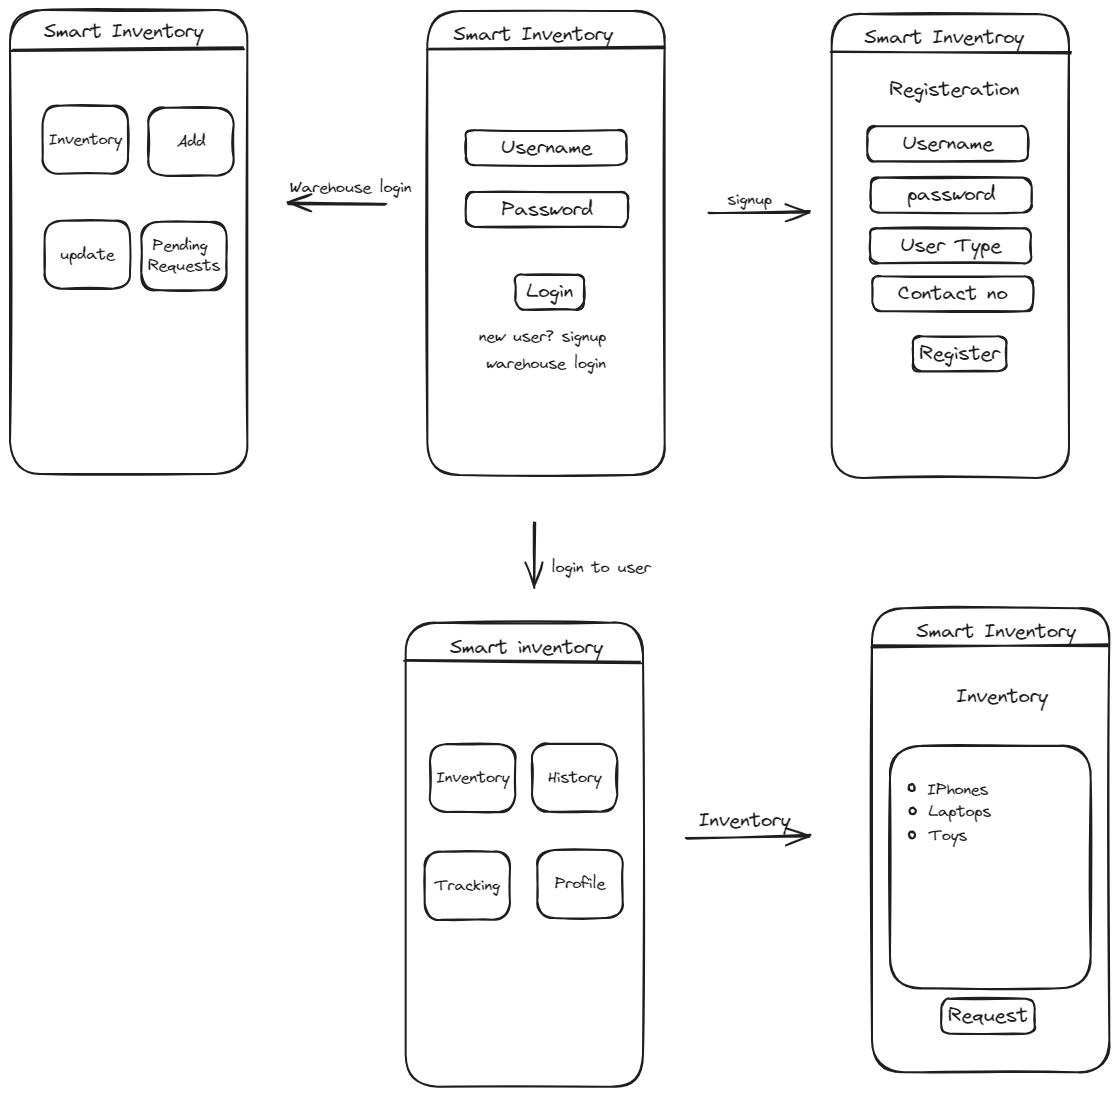 Smart Inventory
Inventory
Add
update
Pending
Requests
Warehouse login
Smart Inventory
Username
Password
Login
new user? signup
warehouse login
signup
Smart Inventroy
Registeration
Username
password
User Type
Contact no
Register
login to user
Smart inventory
Inventory
History
Tracking
Profile
Inventory
Smart Inventory
Inventory
IPhones
Laptops
Toys
Request